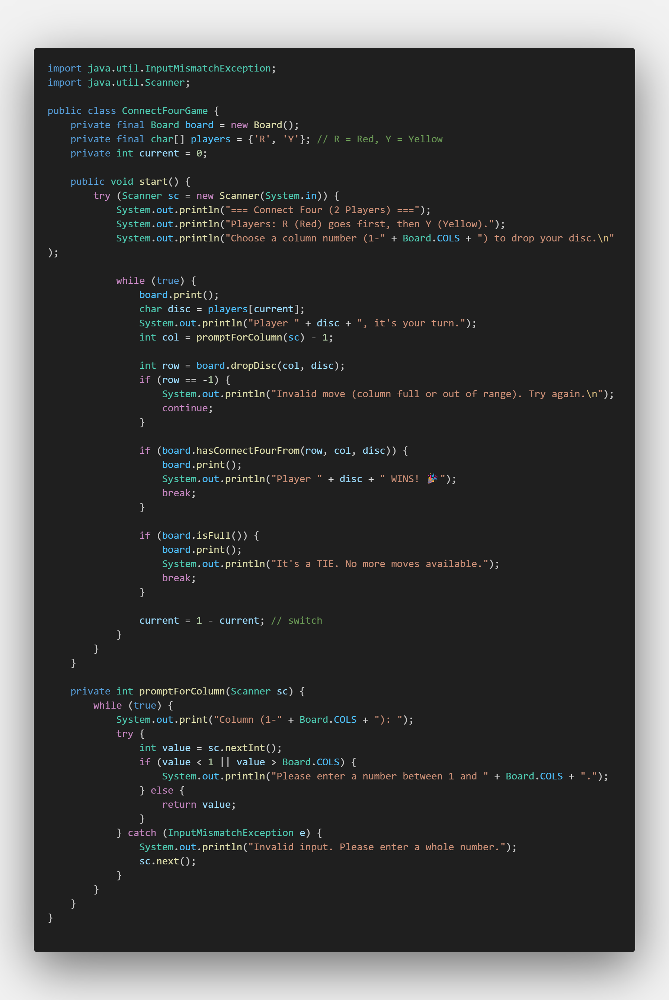 import java.util.InputMismatchException;
import java.util.Scanner;

public class ConnectFourGame {
    private final Board board = new Board();
    private final char[] players = {'R', 'Y'}; // R = Red, Y = Yellow
    private int current = 0;

    public void start() {
        try (Scanner sc = new Scanner(System.in)) {
            System.out.println("=== Connect Four (2 Players) ===");
            System.out.println("Players: R (Red) goes first, then Y (Yellow).");
            System.out.println("Choose a column number (1-" + Board.COLS + ") to drop your disc.\n"
);

            while (true) {
                board.print();
                char disc = players[current];
                System.out.println("Player " + disc + ", it's your turn.");
                int col = promptForColumn(sc) - 1;

                int row = board.dropDisc(col, disc);
                if (row == -1) {
                    System.out.println("Invalid move (column full or out of range). Try again.\n");
                    continue;
                }

                if (board.hasConnectFourFrom(row, col, disc)) {
                    board.print();
                    System.out.println("Player " + disc + " WINS! 🎉");
                    break;
                }

                if (board.isFull()) {
                    board.print();
                    System.out.println("It's a TIE. No more moves available.");
                    break;
                }

                current = 1 - current; // switch
            }
        }
    }

    private int promptForColumn(Scanner sc) {
        while (true) {
            System.out.print("Column (1-" + Board.COLS + "): ");
            try {
                int value = sc.nextInt();
                if (value < 1 || value > Board.COLS) {
                    System.out.println("Please enter a number between 1 and " + Board.COLS + ".");
                } else {
                    return value;
                }
            } catch (InputMismatchException e) {
                System.out.println("Invalid input. Please enter a whole number.");
                sc.next();
            }
        }
    }
}